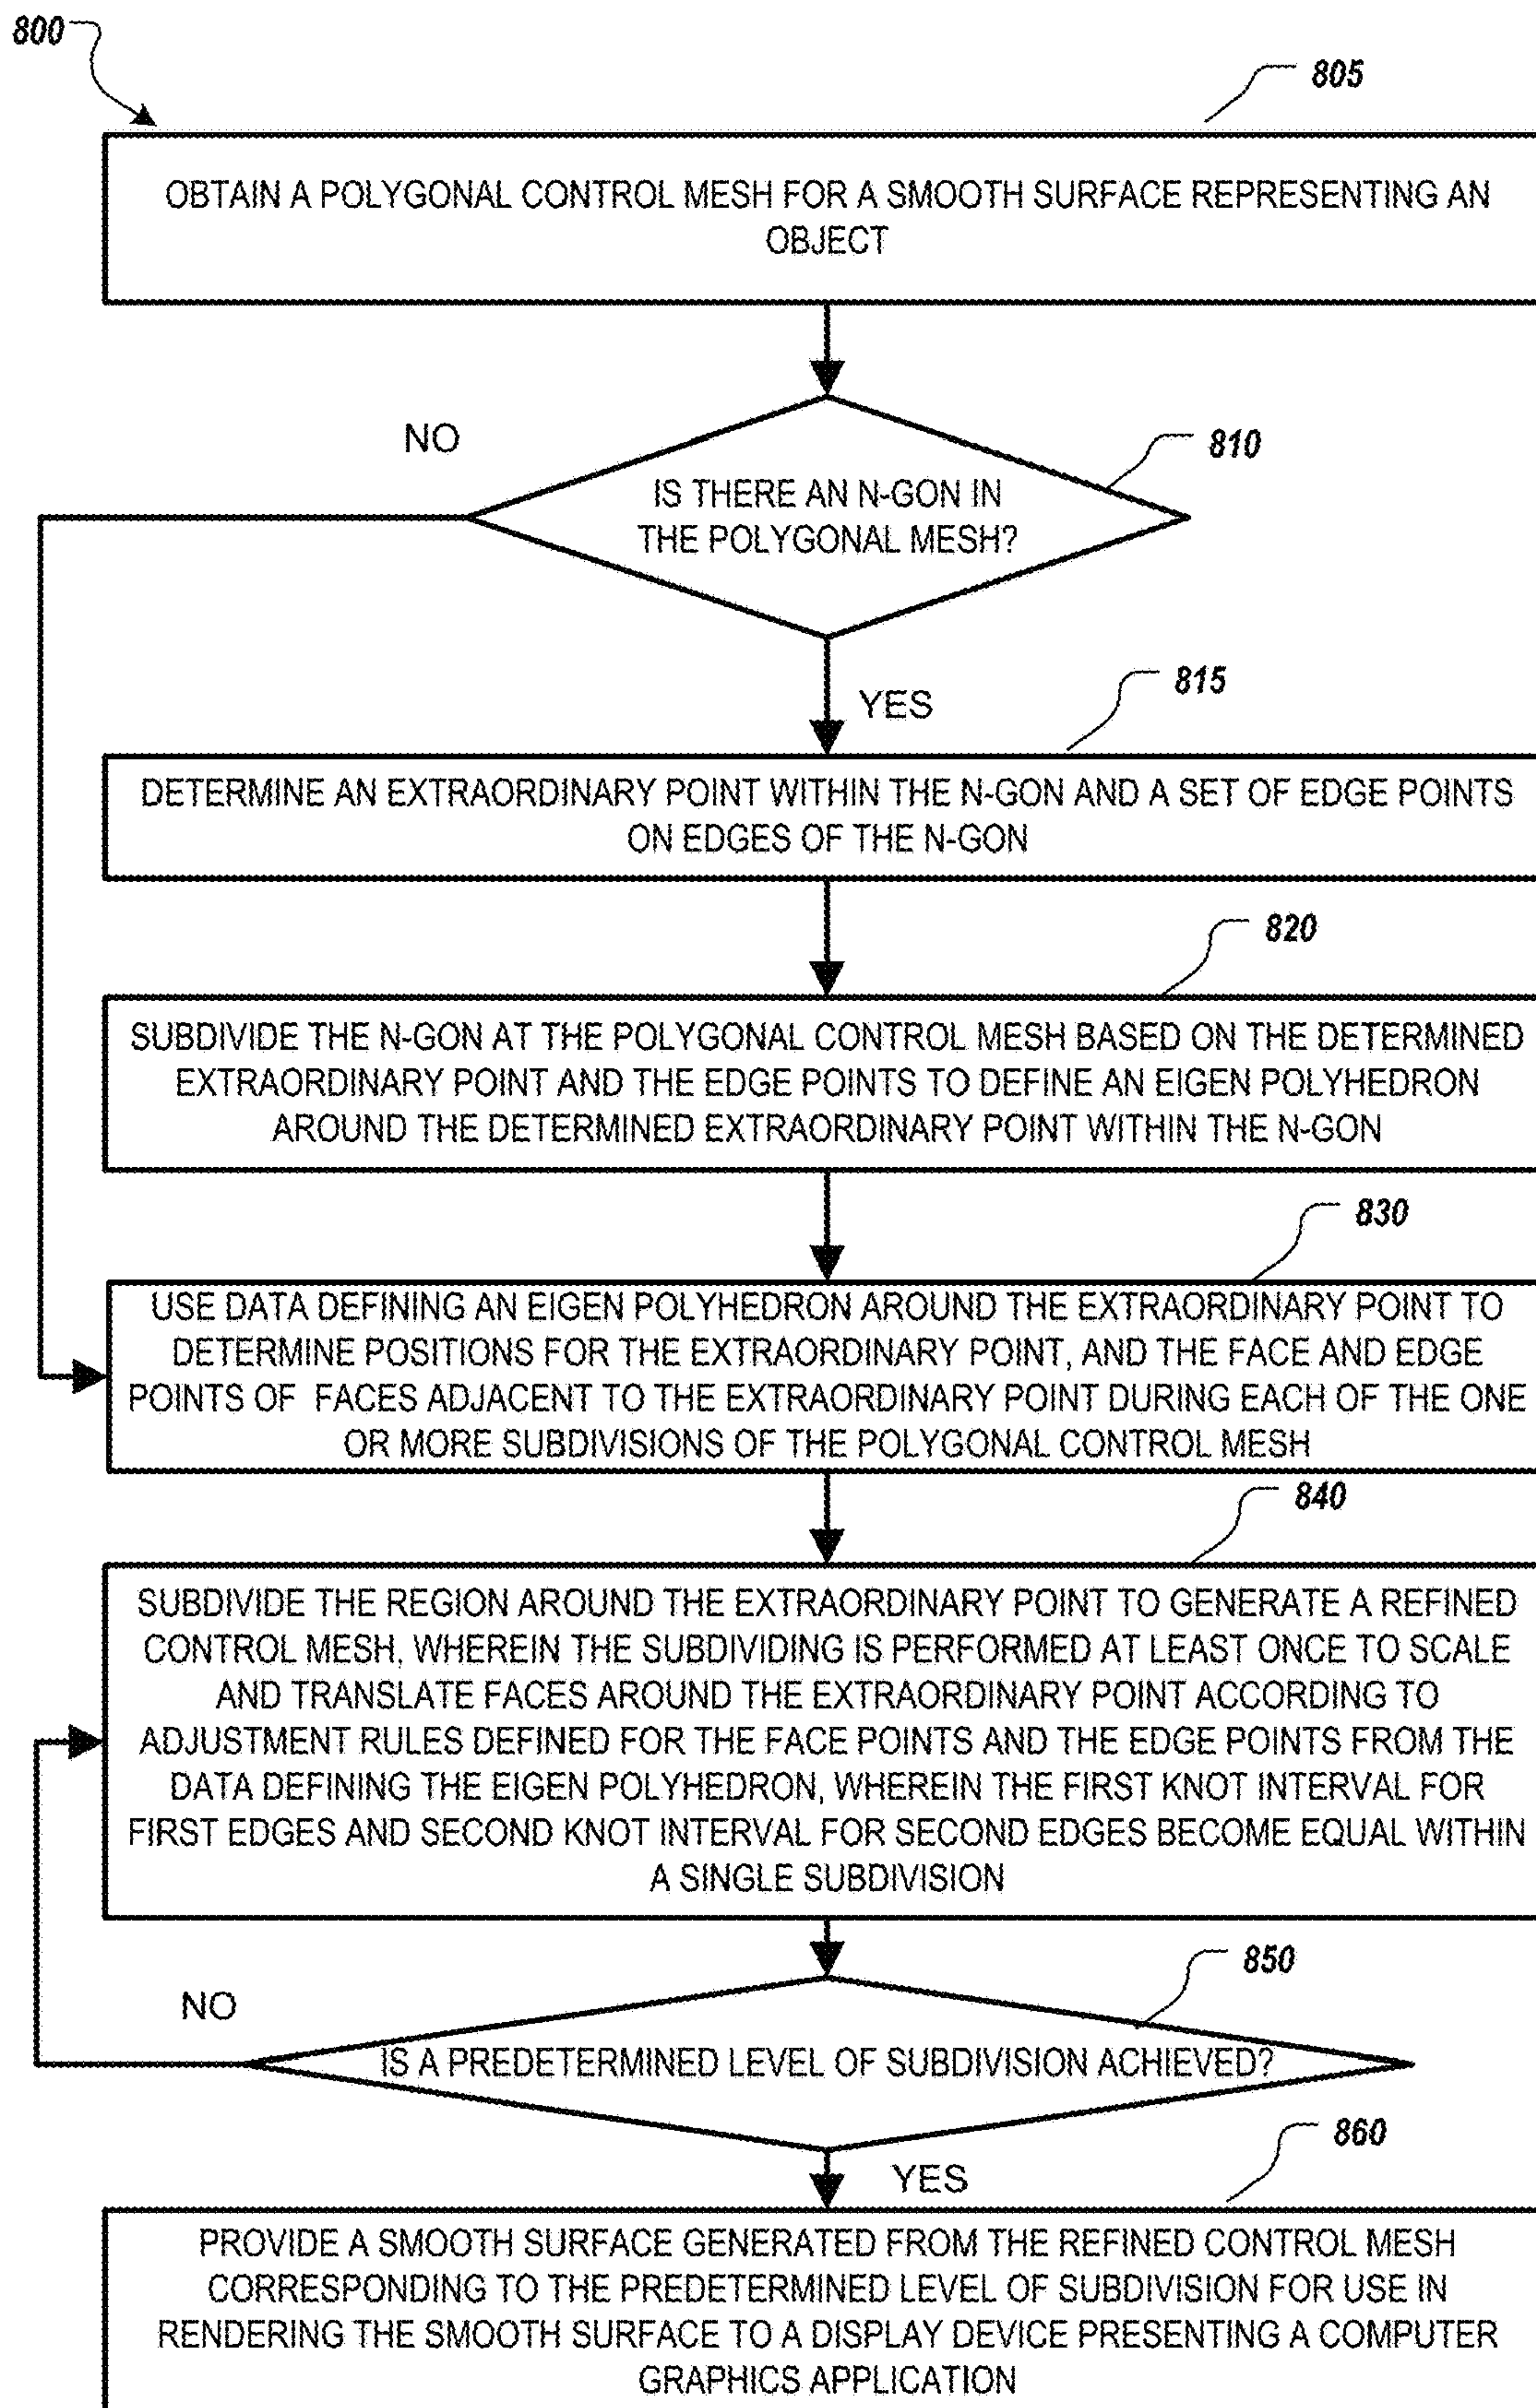 800
805
OBTAIN A POLYGONAL CONTROL MESH FOR A SMOOTH SURFACE REPRESENTING AN
OBJECT
NO
810
IS THERE AN N-GON IN
THE POLYGONAL MESH?
YES
815
DETERMINE AN EXTRAORDINARY POINT WITHIN THE N-GON AND A SET OF EDGE POINTS
ON EDGES OF THE N-GON
820
SUBDIVIDE THE N-GON AT THE POLYGONAL CONTROL MESH BASED ON THE DETERMINED
EXTRAORDINARY POINT AND THE EDGE POINTS TO DEFINE AN EIGEN POLYHEDRON
AROUND THE DETERMINED EXTRAORDINARY POINT WITHIN THE N-GON
830
USE DATA DEFINING AN EIGEN POLYHEDRON AROUND THE EXTRAORDINARY POINT TO
DETERMINE POSITIONS FOR THE EXTRAORDINARY POINT, AND THE FACE AND EDGE
POINTS OF FACES ADJACENT TO THE EXTRAORDINARY POINT DURING EACH OF THE ONE
OR MORE SUBDIVISIONS OF THE POLYGONAL CONTROL MESH
840
SUBDIVIDE THE REGION AROUND THE EXTRAORDINARY POINT TO GENERATE A REFINED
CONTROL MESH, WHEREIN THE SUBDIVIDING IS PERFORMED AT LEAST ONCE TO SCALE
AND TRANSLATE FACES AROUND THE EXTRAORDINARY POINT ACCORDING TO
ADJUSTMENT RULES DEFINED FOR THE FACE POINTS AND THE EDGE POINTS FROM THE
DATA DEFINING THE EIGEN POLYHEDRON, WHEREIN THE FIRST KNOT INTERVAL FOR
FIRST EDGES AND SECOND KNOT INTERVAL FOR SECOND EDGES BECOME EQUAL WITHIN
A SINGLE SUBDIVISION
850
NO
IS A PREDETERMINED LEVEL OF SUBDIVISION ACHIEVED?
YES
860
PROVIDE A SMOOTH SURFACE GENERATED FROM THE REFINED CONTROL MESH
CORRESPONDING TO THE PREDETERMINED LEVEL OF SUBDIVISION FOR USE IN
RENDERING THE SMOOTH SURFACE TO A DISPLAY DEVICE PRESENTING A COMPUTER
GRAPHICS APPLICATION